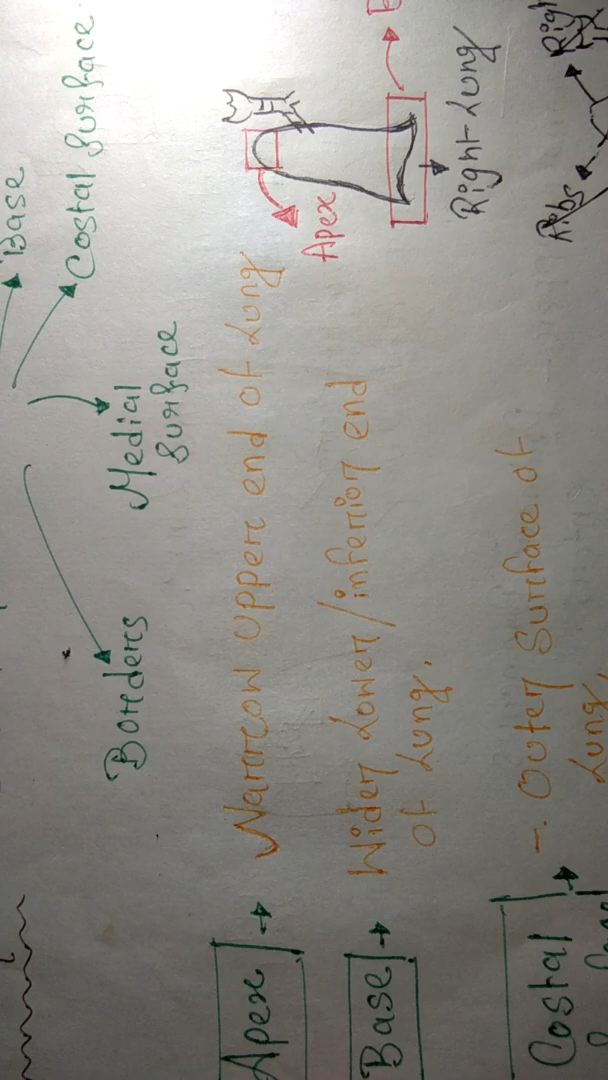 Base
Costal Surface
Medial
Surface
Borders
Apex → Narrow upper end of Lung
Base → Wider Lower/inferior end
of Lung.
Costal → -. Outer Surface of
Lung.
Apex
Right Lung
Ribs